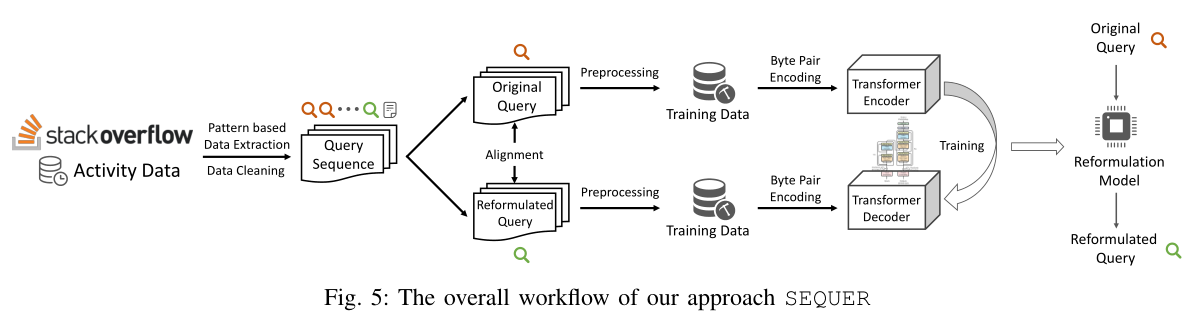 stackoverflow
Activity Data
Pattern based
Data Extraction
Data Cleaning
Query
Sequence
Original
Query
Alignment
Reformulated
Query
Preprocessing
Training Data
Byte Pair
Encoding
Transformer
Encoder
Preprocessing
Training Data
Byte Pair
Encoding
Transformer
Decoder
Training
Original
Query
Reformulation
Model
Reformulated
Query
Fig. 5: The overall workflow of our approach SEQUER